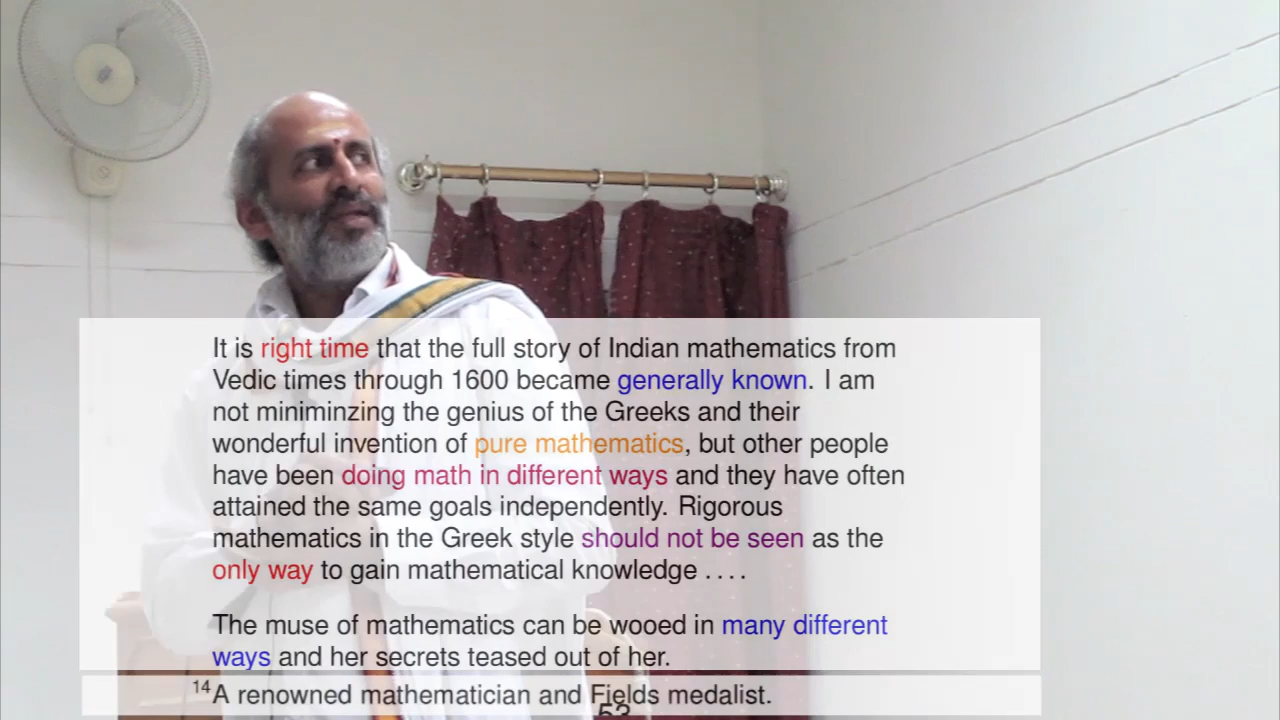 It is right time that the full story of Indian mathematics from
Vedic times through 1600 became generally known. I am
not miniminzing the genius of the Greeks and their
wonderful invention of pure mathematics, but other people
have been doing math in different ways and they have often
attained the same goals independently. Rigorous
mathematics in the Greek style should not be seen as the
only way to gain mathematical knowledge ....
The muse of mathematics can be wooed in many different
ways and her secrets teased out of her.
14A renowned mathematician and Fields medalist.
53